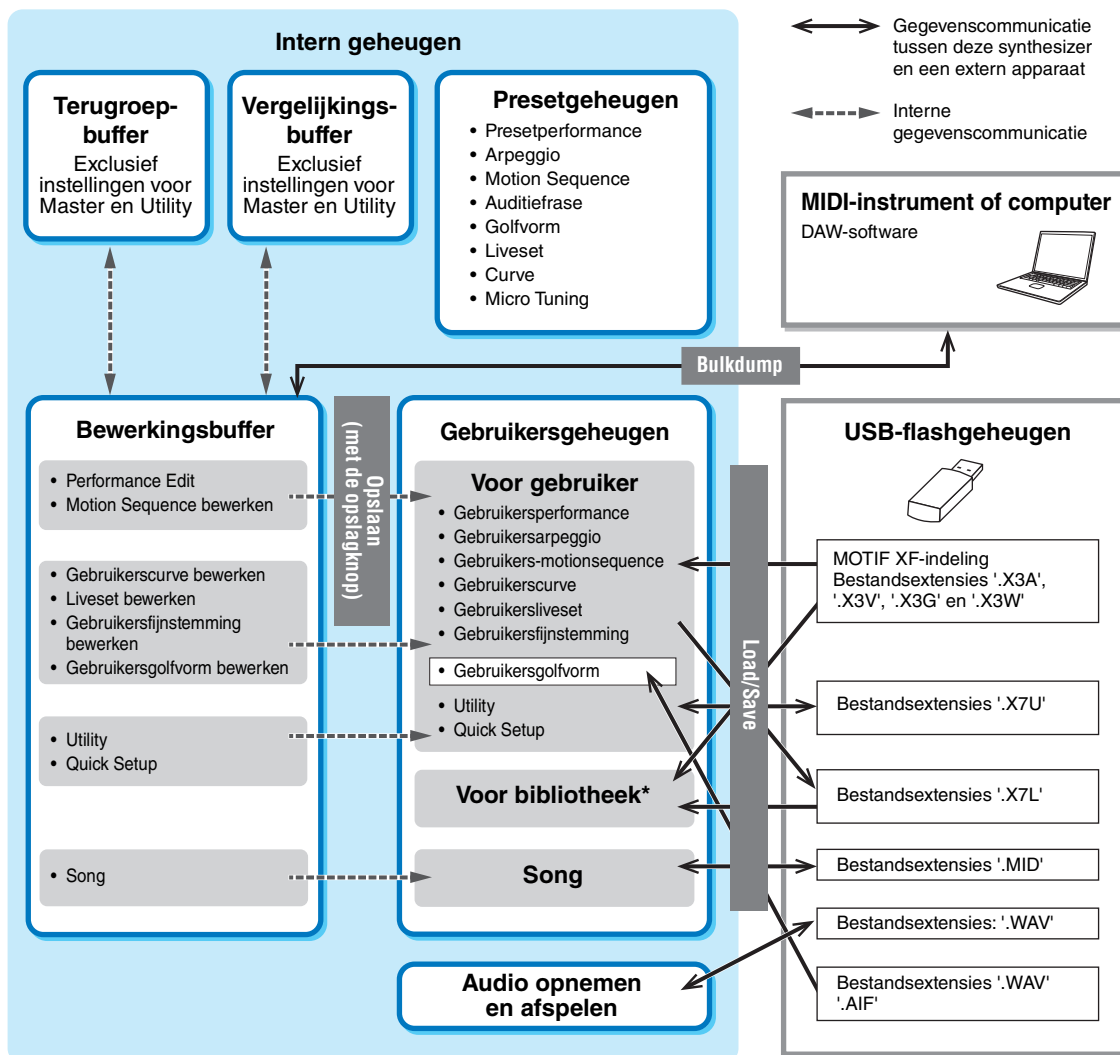 Intern geheugen
Terugroep-
buffer
Exclusief
instellingen voor
Master en Utility
Vergelijkings-
buffer
Exclusief
instellingen voor
Master en Utility
Presetgeheugen
• Presetperformance
• Arpeggio
• Motion Sequence
• Auditiefrase
• Golfvorm
• Liveset
• Curve
• Micro Tuning
Gegevenscommunicatie
tussen deze synthesizer
en een extern apparaat
Interne
gegevenscommunicatie
MIDI-instrument of computer
DAW-software
Bulkdump
Bewerkingsbuffer
• Performance Edit
• Motion Sequence bewerken
• Gebruikerscurve bewerken
• Liveset bewerken
• Gebruikersfijnstemming
bewerken
• Gebruikersgolfvorm bewerken
• Utility
• Quick Setup
• Song
Opslaan
(met de opslagknop)
Gebruikersgeheugen
Voor gebruiker
• Gebruikersperformance
• Gebruikersarpeggio
• Gebruikers-motionsequence
• Gebruikerscurve
• Gebruikersliveset
• Gebruikersfijnstemming
• Gebruikersgolfvorm
• Utility
• Quick Setup
Voor bibliotheek*
Song
Audio opnemen
en afspelen
Load/Save
USB-flashgeheugen
MOTIF XF-indeling
Bestandsextensies '.X3A',
'.X3V', '.X3G' en '.X3W'
Bestandsextensies '.X7U'
Bestandsextensies '.X7L'
Bestandsextensies '.MID'
Bestandsextensies: '.WAV'
Bestandsextensies '.WAV'
'.AIF'